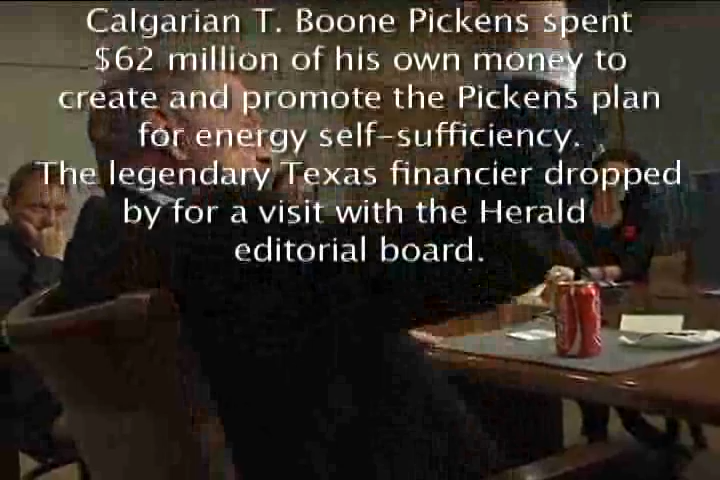 Calgarian T. Boone Pickens spent
$62 million of his own money to
create and promote the Pickens plan
for energy self-sufficiency.
The legendary Texas financier dropped
by for a visit with the Herald
editorial board.